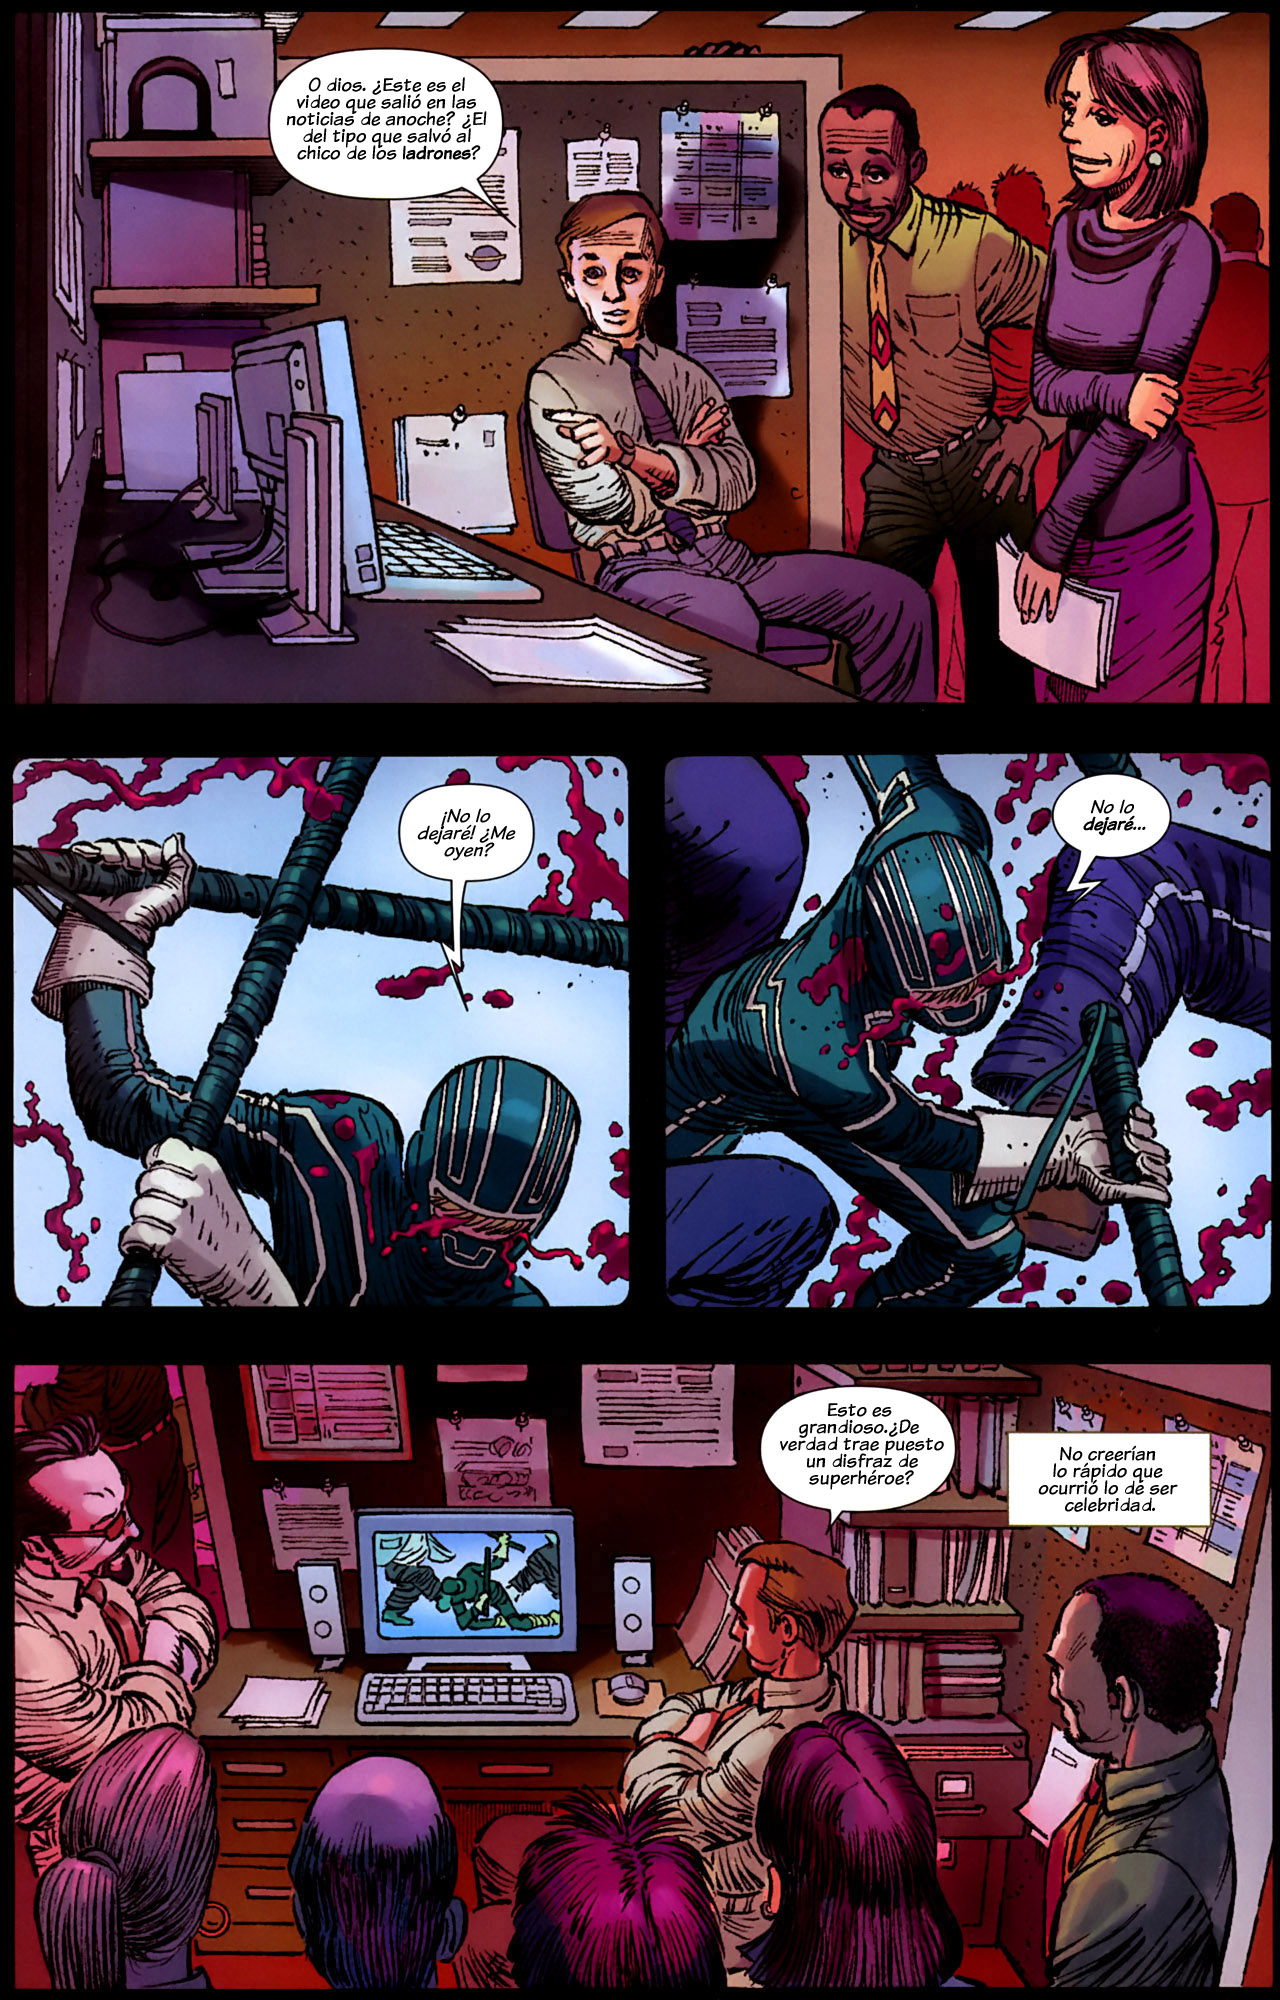 O dios. ¿Este es el
video que salió en las
noticias de anoche? ¿El
del tipo que salvó al
chico de los ladrones?
¡No lo
dejaré! ¿Me
oyen?
No lo
dejaré...
Esto es
grandioso.¿De
verdad trae puesto
un disfraz de
superhéroe?
No creerían
lo rápido que
ocurrió lo de ser
celebridad.